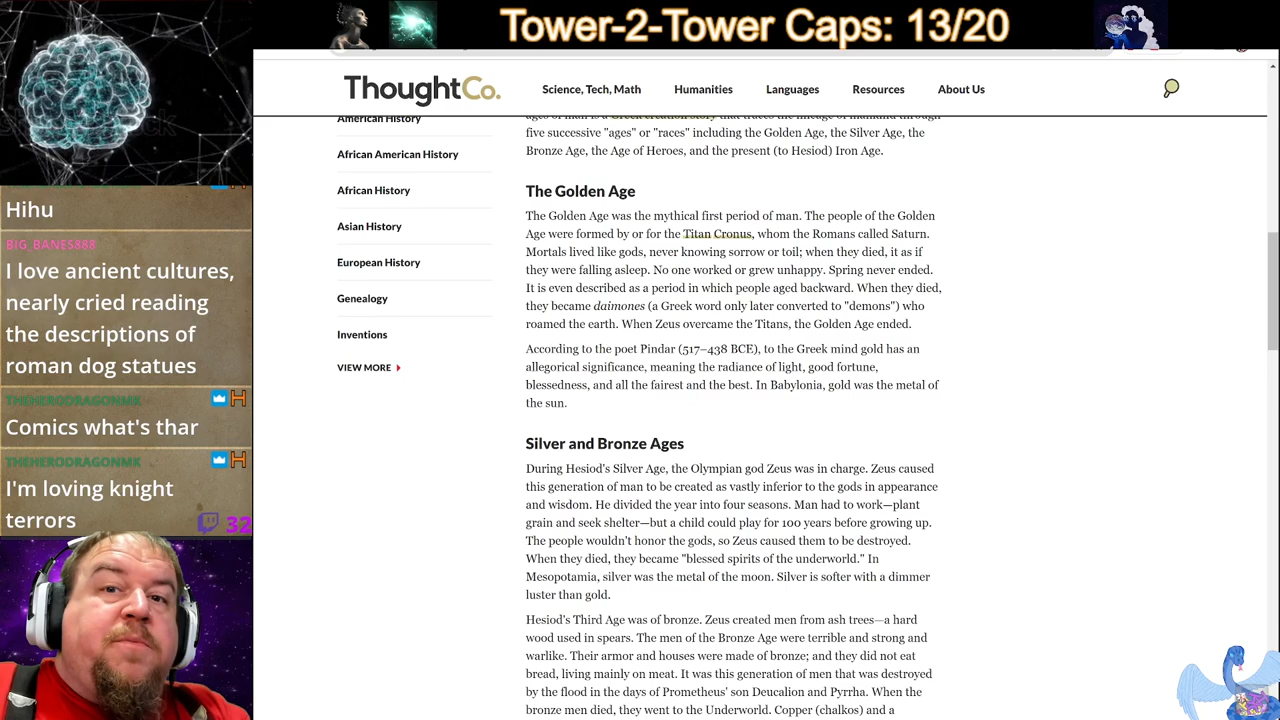 Tower-2-Tower Caps: 13/20
ThoughtCo.
Science, Tech, Math
Humanities
Languages
Resources
About Us
Hihu
BIG_BANES888
I love ancient cultures,
nearly cried reading
the descriptions of
roman dog statues
THEHERODRAGONMK
Comics what's thar
THEHERODRAGONMK
I'm loving knight
terrors
32
American History
African American History
African History
Asian History
European History
Genealogy
Inventions
VIEW MORE
ages of man is a Greek creation story that traces the lineage of mankind through
five successive "ages" or "races" including the Golden Age, the Silver Age, the
Bronze Age, the Age of Heroes, and the present (to Hesiod) Iron Age.
The Golden Age
The Golden Age was the mythical first period of man. The people of the Golden
Age were formed by or for the Titan Cronus, whom the Romans called Saturn.
Mortals lived like gods, never knowing sorrow or toil; when they died, it as if
they were falling asleep. No one worked or grew unhappy. Spring never ended.
It is even described as a period in which people aged backward. When they died,
they became daimones (a Greek word only later converted to "demons") who
roamed the earth. When Zeus overcame the Titans, the Golden Age ended.
According to the poet Pindar (517–438 BCE), to the Greek mind gold has an
allegorical significance, meaning the radiance of light, good fortune,
blessedness, and all the fairest and the best. In Babylonia, gold was the metal of
the sun.
Silver and Bronze Ages
During Hesiod's Silver Age, the Olympian god Zeus was in charge. Zeus caused
this generation of man to be created as vastly inferior to the gods in appearance
and wisdom. He divided the year into four seasons. Man had to work—plant
grain and seek shelter—but a child could play for 100 years before growing up.
The people wouldn't honor the gods, so Zeus caused them to be destroyed.
When they died, they became "blessed spirits of the underworld." In
Mesopotamia, silver was the metal of the moon. Silver is softer with a dimmer
luster than gold.
Hesiod's Third Age was of bronze. Zeus created men from ash trees—a hard
wood used in spears. The men of the Bronze Age were terrible and strong and
warlike. Their armor and houses were made of bronze; and they did not eat
bread, living mainly on meat. It was this generation of men that was destroyed
by the flood in the days of Prometheus' son Deucalion and Pyrrha. When the
bronze men died, they went to the Underworld. Copper (chalkos) and a